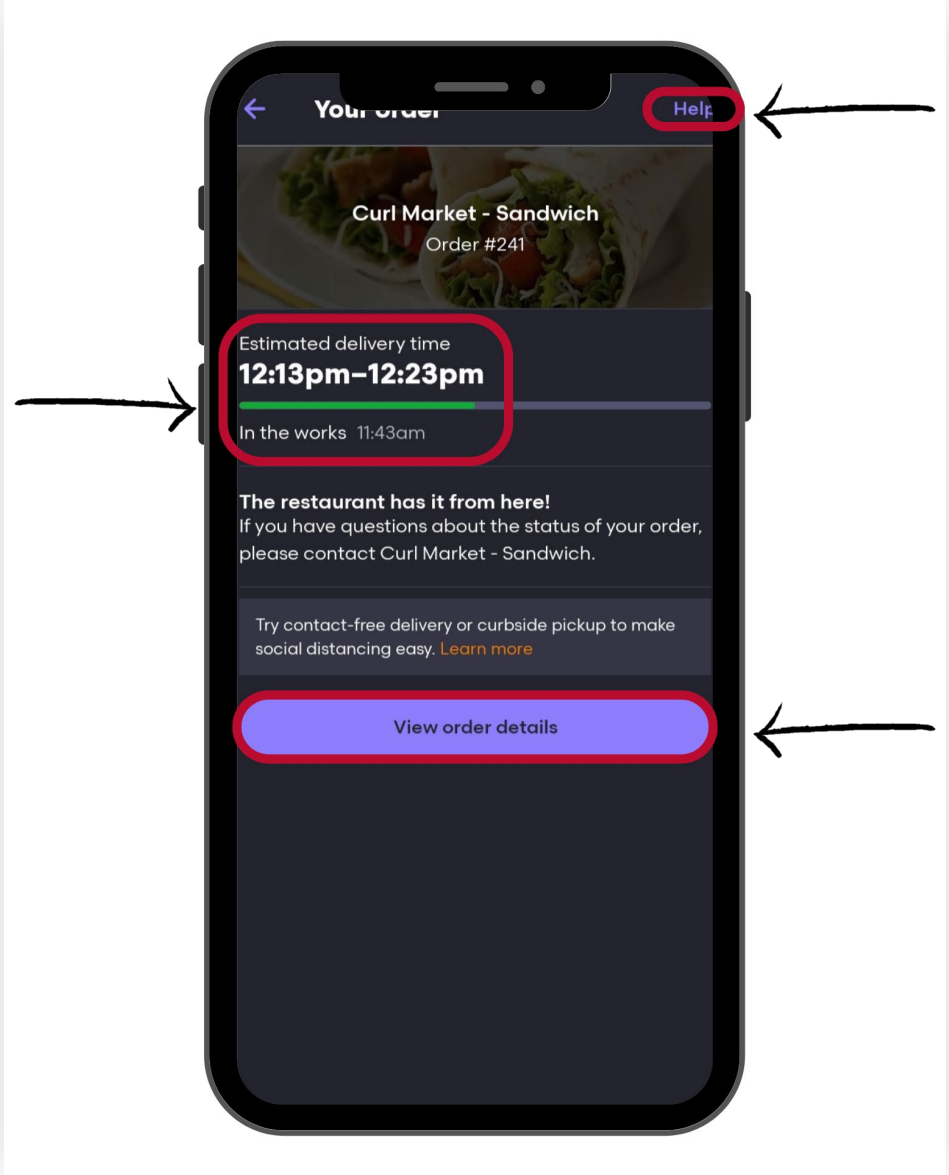 Your order
Help
Curl Market - Sandwich
Order #241
Estimated delivery time
12:13pm–12:23pm
In the works 11:43am
The restaurant has it from here!
If you have questions about the status of your order,
please contact Curl Market - Sandwich.
Try contact-free delivery or curbside pickup to make
social distancing easy. Learn more
View order details